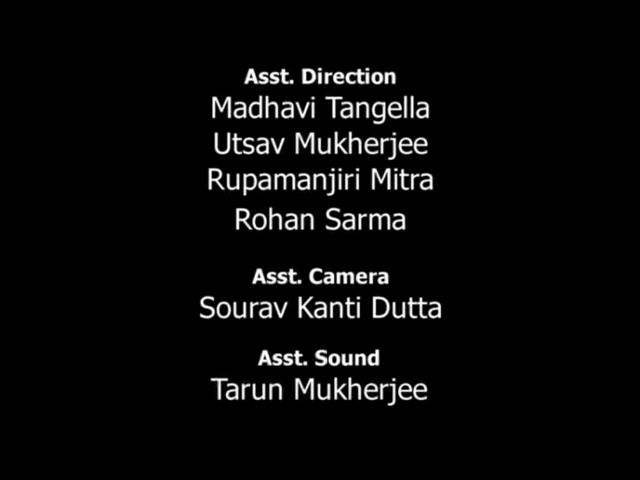 Asst. Direction
Madhavi Tangella
Utsav Mukherjee
Rupamanjiri Mitra
Rohan Sarma
Asst. Camera
Sourav Kanti Dutta
Asst. Sound
Tarun Mukherjee